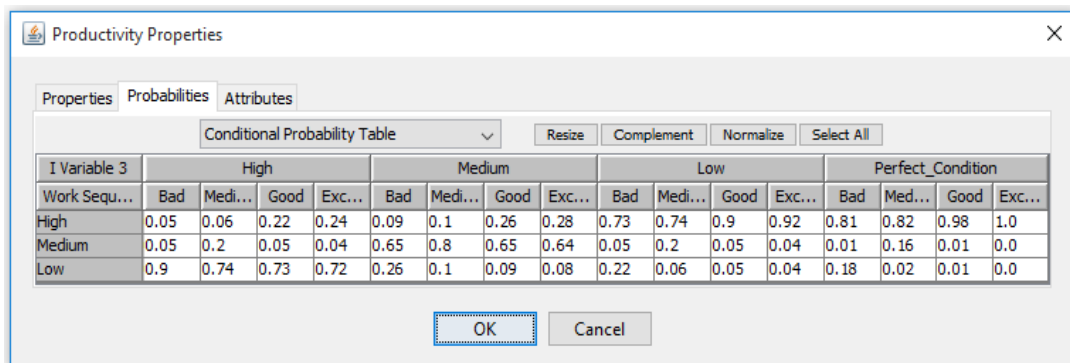 Productivity Properties
Properties Probabilities Attributes
Conditional Probability Table Resize Complement Normalize Select All
I Variable 3 High Medium Low Perfect_Condition
Work Sequ... Bad Medi... Good Exc... Bad Medi... Good Exc... Bad Medi... Good Exc... Bad Med... Good Exc...
High 0.05 0.06 0.22 0.24 0.09 0.1 0.26 0.28 0.73 0.74 0.9 0.92 0.81 0.82 0.98 1.0
Medium 0.05 0.2 0.05 0.04 0.65 0.8 0.65 0.64 0.05 0.2 0.05 0.04 0.01 0.16 0.01 0.0
Low 0.9 0.74 0.73 0.72 0.26 0.1 0.09 0.08 0.22 0.06 0.05 0.04 0.18 0.02 0.01 0.0
OK Cancel